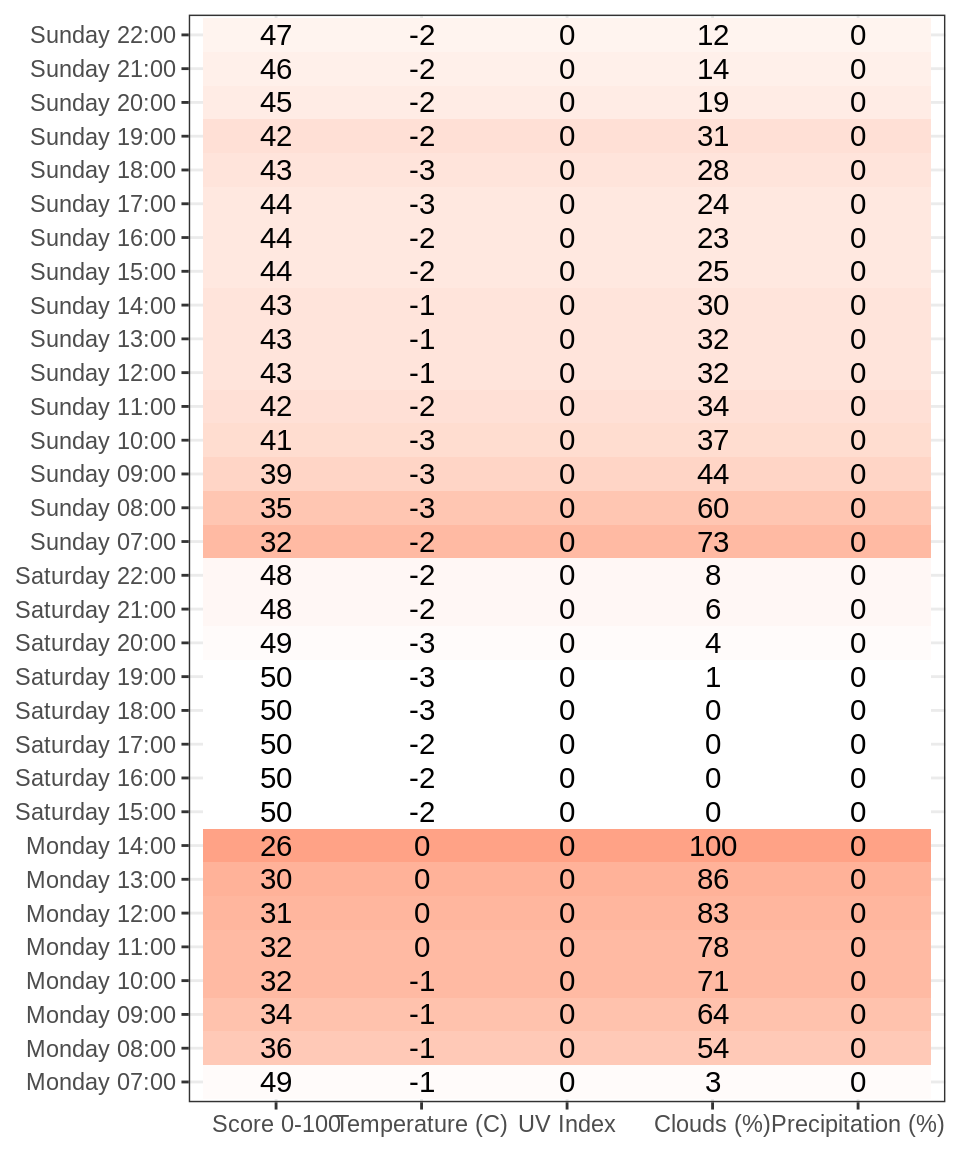 Sunday 22:00 47 -2 0 12 0
Sunday 21:00 46 -2 0 14 0
Sunday 20:00 45 -2 0 19 0
Sunday 19:00 42 -2 0 31 0
Sunday 18:00 43 -3 0 28 0
Sunday 17:00 44 -3 0 24 0
Sunday 16:00 44 -2 0 23 0
Sunday 15:00 44 -2 0 25 0
Sunday 14:00 43 -1 0 30 0
Sunday 13:00 43 -1 0 32 0
Sunday 12:00 43 -1 0 32 0
Sunday 11:00 42 -2 0 34 0
Sunday 10:00 41 -3 0 37 0
Sunday 09:00 39 -3 0 44 0
Sunday 08:00 35 -3 0 60 0
Sunday 07:00 32 -2 0 73 0
Saturday 22:00 48 -2 0 8 0
Saturday 21:00 48 -2 0 6 0
Saturday 20:00 49 -3 0 4 0
Saturday 19:00 50 -3 0 1 0
Saturday 18:00 50 -3 0 0 0
Saturday 17:00 50 -2 0 0 0
Saturday 16:00 50 -2 0 0 0
Saturday 15:00 50 -2 0 0 0
Monday 14:00 26 0 0 100 0
Monday 13:00 30 0 0 86 0
Monday 12:00 31 0 0 83 0
Monday 11:00 32 0 0 78 0
Monday 10:00 32 -1 0 71 0
Monday 09:00 34 -1 0 64 0
Monday 08:00 36 -1 0 54 0
Monday 07:00 49 -1 0 3 0
Score 0-100 Temperature (C) UV Index Clouds (%) Precipitation (%)